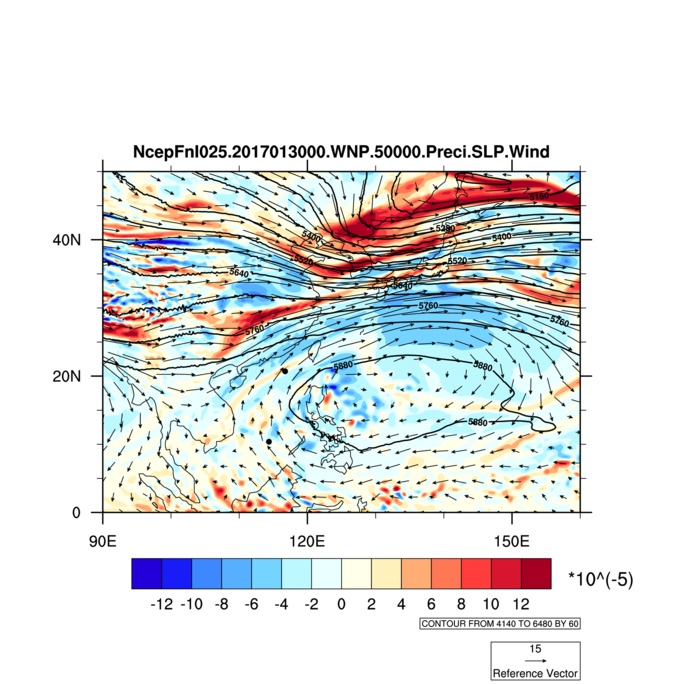 NcepFnl025.2017013000.WNP.50000.Preci.SLP.Wind
5160
5280
5400
5400
40N
5520
5520
5640
5640
5760
5760
5760
5880
5880
20N
5880
0
90E 120E 150E
*10^(-5)
-12 -10 -8 -6 -4 -2 0 2 4 6 8 10 12
CONTOUR FROM 4140 TO 6480 BY 60
15
Reference Vector